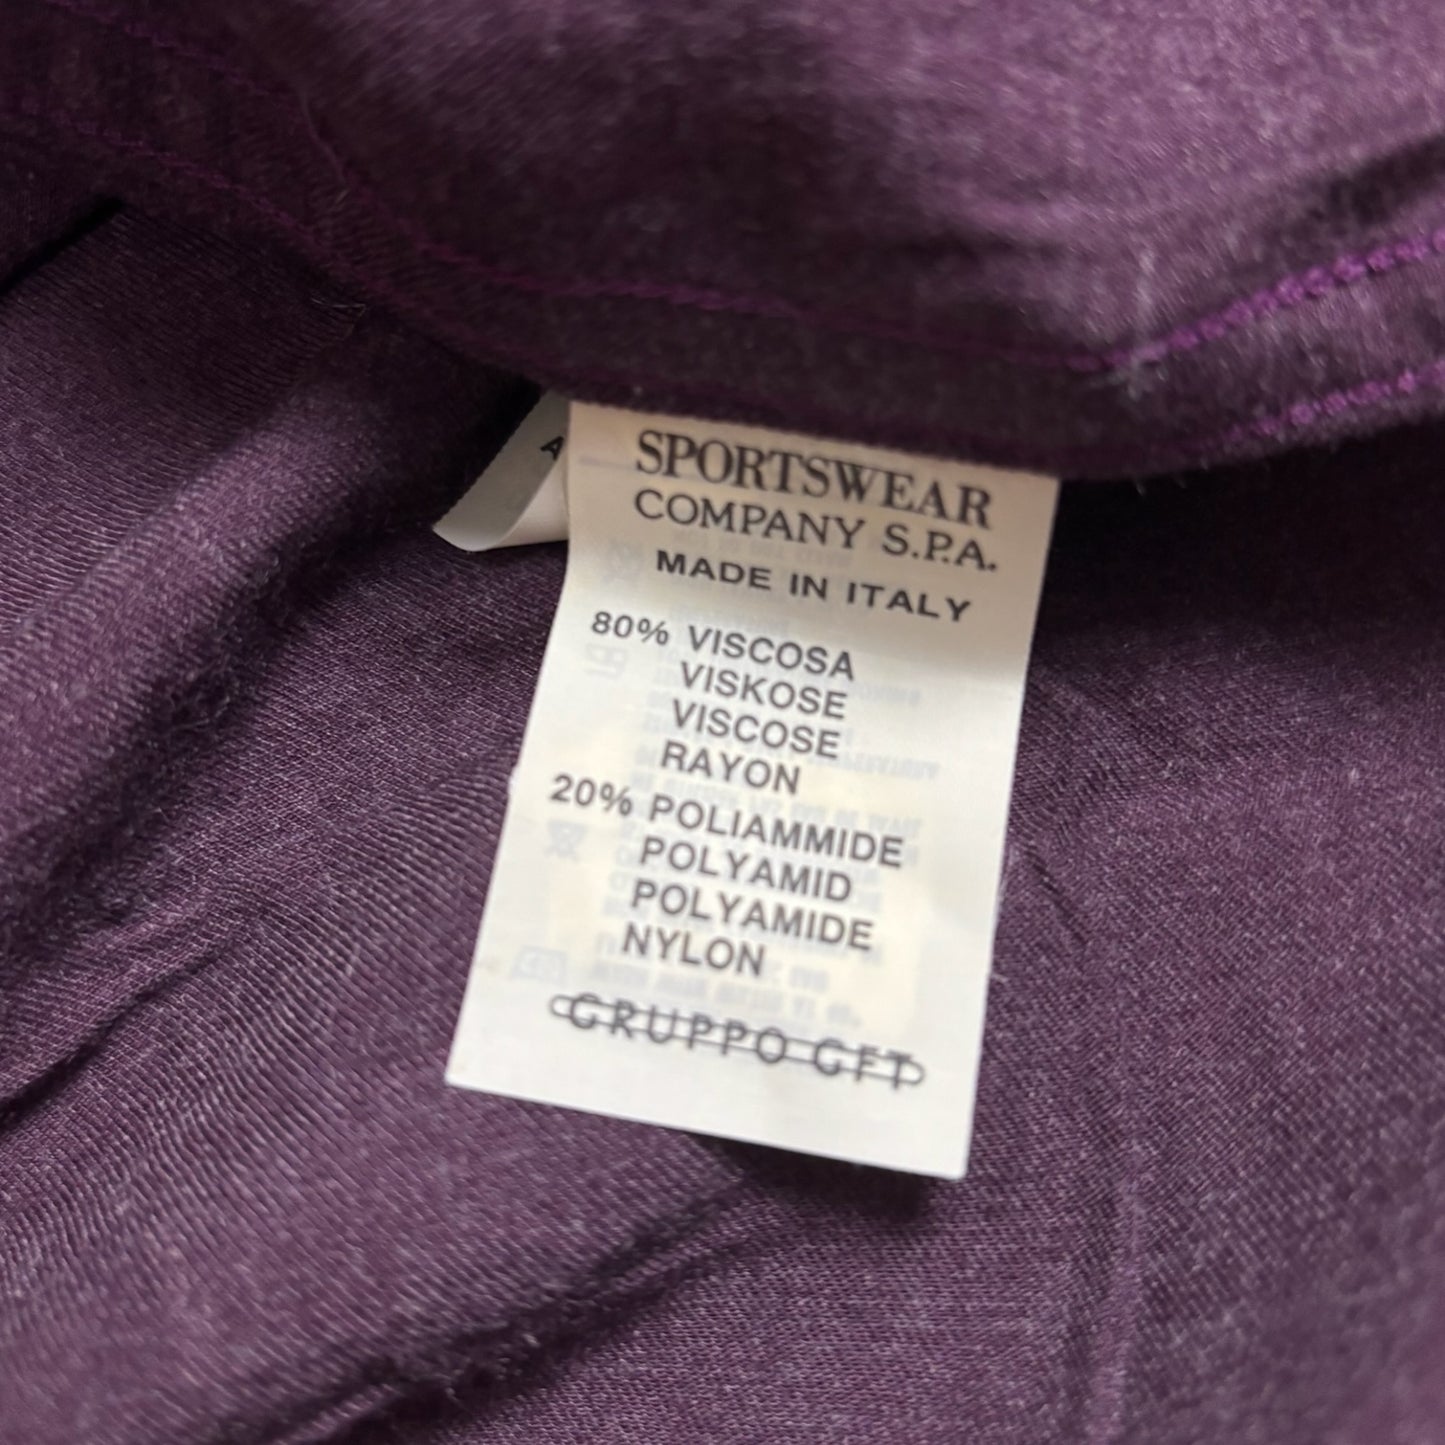 SPORTSWEAR
COMPANY S.P.A.
MADE IN ITALY
80% VISCOSA
VISKOSE
VISCOSE
RAYON
20% POLIAMMIDE
POLYAMID
POLYAMIDE
NYLON
GRUPPO GFT